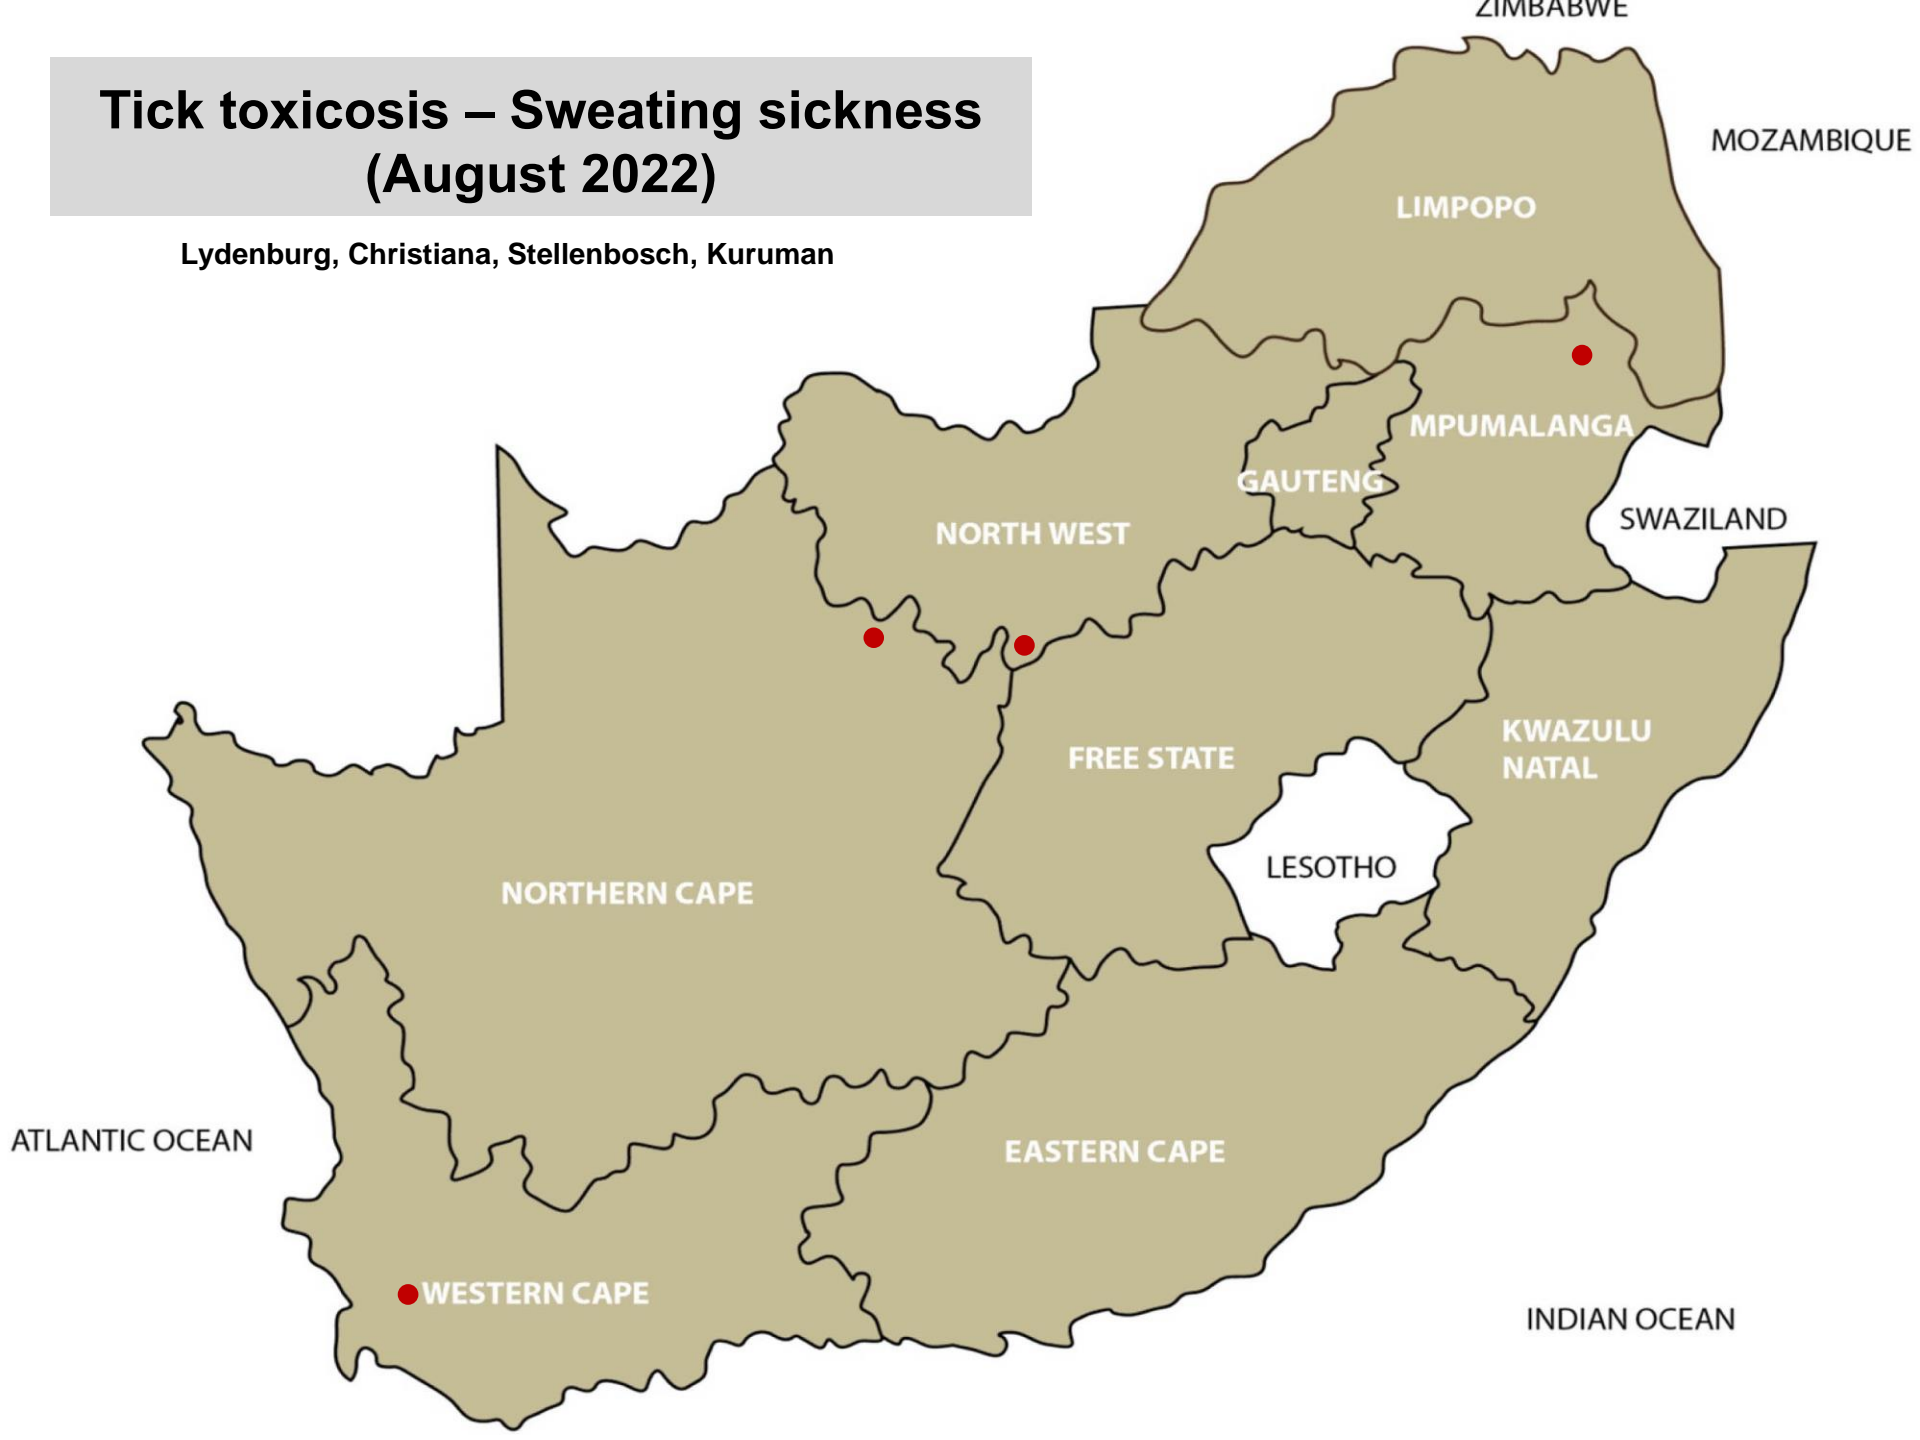 ZIMBABWE
Tick toxicosis – Sweating sickness
(August 2022)
MOZAMBIQUE
LIMPOPO
Lydenburg, Christiana, Stellenbosch, Kuruman
MPUMALANGA
GAUTENG
SWAZILAND
NORTH WEST
KWAZULU
NATAL
FREE STATE
LESOTHO
NORTHERN CAPE
ATLANTIC OCEAN
EASTERN CAPE
WESTERN CAPE
INDIAN OCEAN